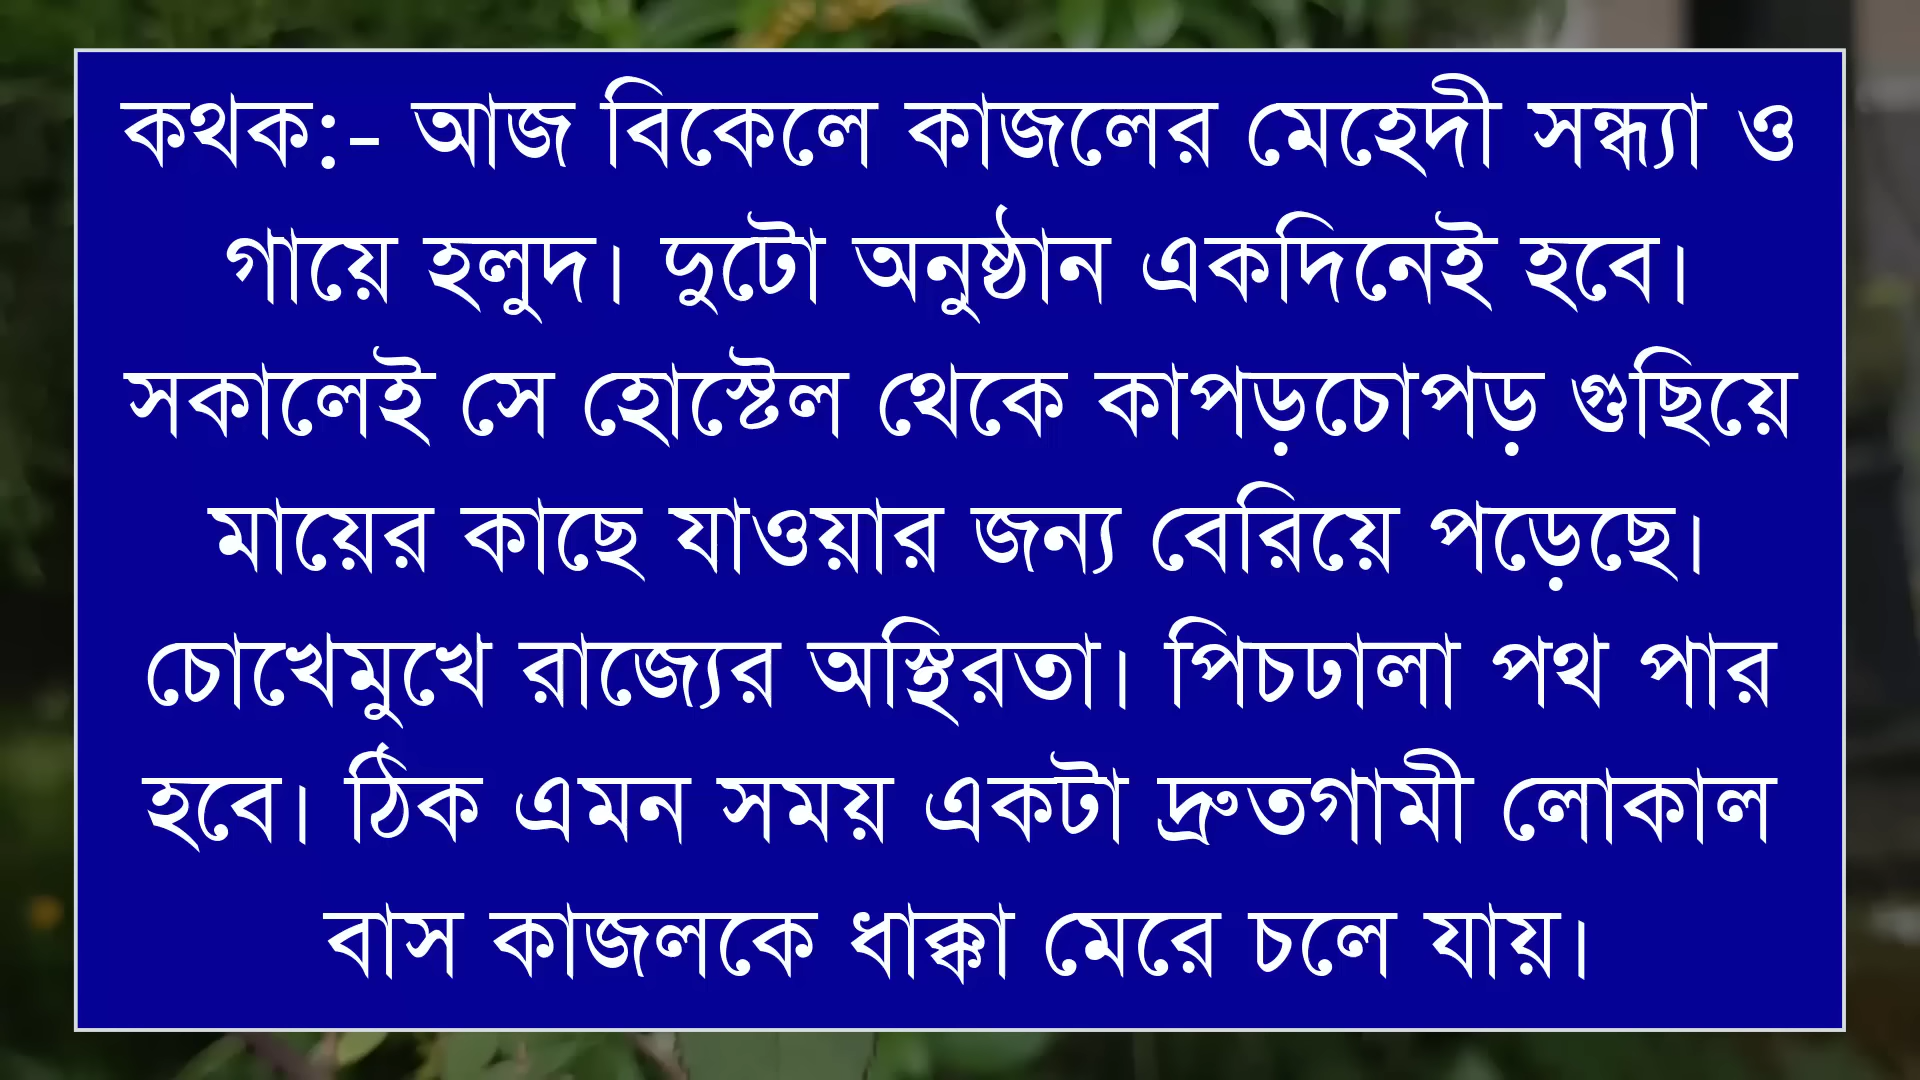 কথক:- আজ বিকেলে কাজলের মেহেদী সন্ধ্যা ও
গায়ে হলুদ। দুটো অনুষ্ঠান একদিনেই হবে।
সকালেই সে হোস্টেল থেকে কাপড়চোপড় গুছিয়ে
মায়ের কাছে যাওয়ার জন্য বেরিয়ে পড়েছে।
চোখেমুখে রাজ্যের অস্থিরতা। পিচঢালা পথ পার
হবে। ঠিক এমন সময় একটা দ্রুতগামী লোকাল
বাস কাজলকে ধাক্কা মেরে চলে যায়।